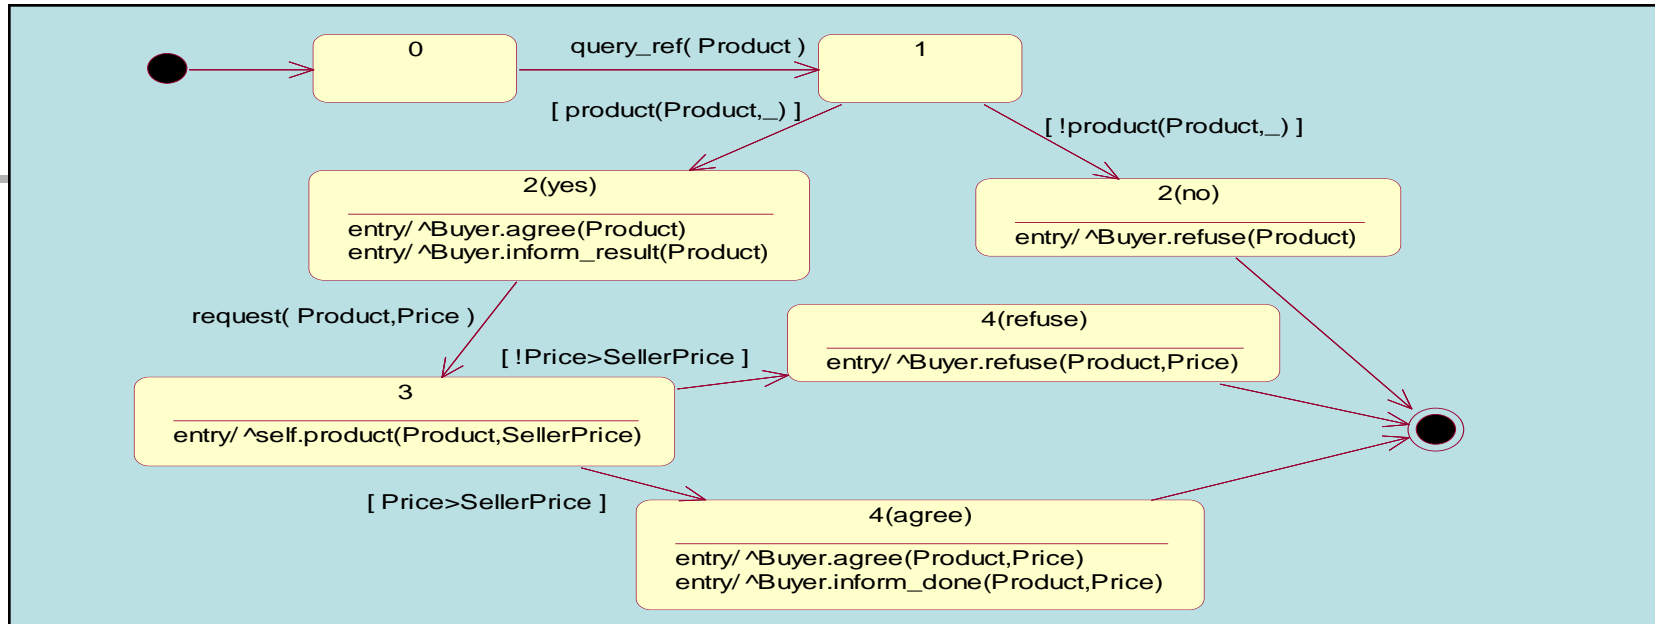 0
query_ref( Product )
1
[ product(Product,_) ]
[ !product(Product,_) ]
2(yes)
entry/ ^Buyer.agree(Product)
entry/ ^Buyer.inform_result(Product)
2(no)
entry/ ^Buyer.refuse(Product)
request( Product,Price )
[ !Price>SellerPrice ]
4(refuse)
entry/ ^Buyer.refuse(Product,Price)
3
entry/ ^self.product(Product,SellerPrice)
[ Price>SellerPrice ]
4(agree)
entry/ ^Buyer.agree(Product,Price)
entry/ ^Buyer.inform_done(Product,Price)